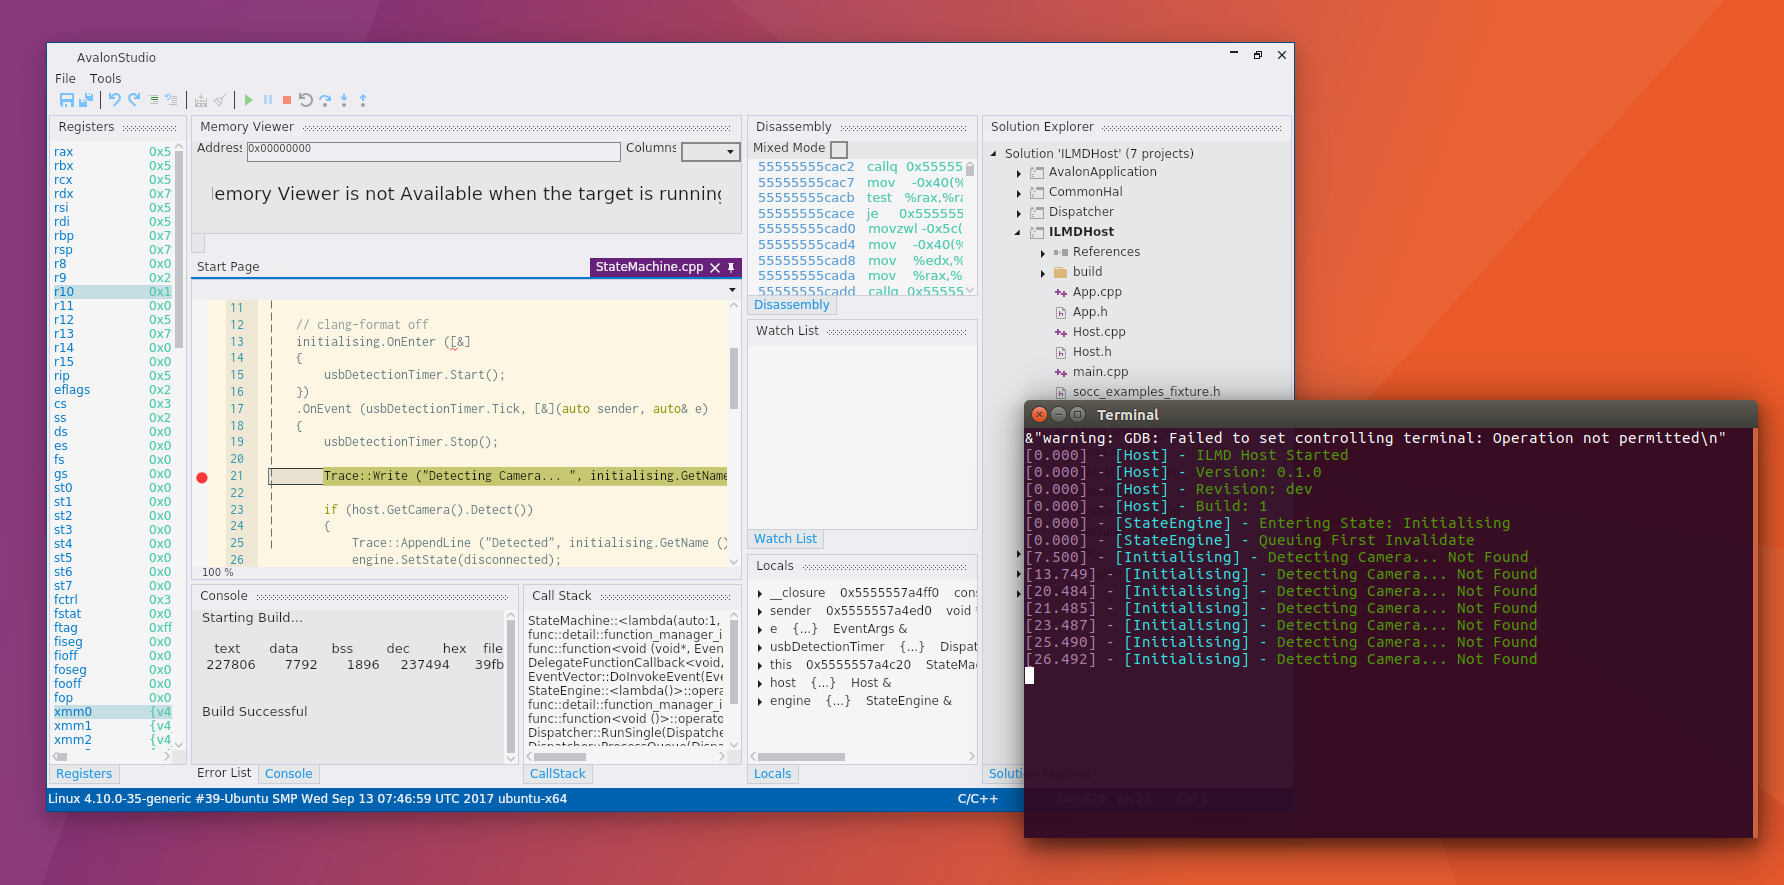 AvalonStudio
File Tools
Registers
rax 0x5
rbx 0x5
rcx 0x5
rdx 0x7
rsi 0x5
rdi 0x5
rbp 0x7
rsp 0x7
r8 0x0
r9 0x2
r10 0x1
r11 0x0
r12 0x5
r13 0x7
r14 0x0
r15 0x0
rip 0x5
eflags 0x2
cs 0x3
ss 0x2
ds 0x0
es 0x0
fs 0x0
gs 0x0
st0 0x0
st1 0x0
st2 0x0
st3 0x0
st4 0x0
st5 0x0
st6 0x0
st7 0x0
fctrl 0x3
fstat 0x0
ftag 0xff
fiseg 0x0
fioff 0x0
foseg 0x0
fooff 0x0
fop 0x0
xmm0 {v4
xmm1 {v4
xmm2 {v4
Registers
Memory Viewer
Address 0x00000000 Columns
emory Viewer is not Available when the target is running
Start Page StateMachine.cpp
11
12 // clang-format off
13 initialising.OnEnter ([&]
14 {
15 usbDetectionTimer.Start();
16 })
17 .OnEvent (usbDetectionTimer.Tick, [&](auto sender, auto& e)
18 {
19 usbDetectionTimer.Stop();
20
21 Trace::Write ("Detecting Camera... ", initialising.GetName
22
23 if (host.GetCamera().Detect())
24 {
25 Trace::AppendLine ("Detected", initialising.GetName ()
26 engine.SetState(disconnected);
100 %
Console
Starting Build...
text data bss dec hex file
227806 7792 1896 237494 39fb
Build Successful
Error List Console
Call Stack
StateMachine::<lambda(auto:1,
func::detail::function_manager_i
func::function<void (void*, Even
DelegateFunctionCallback<void,
EventVector::DoInvokeEvent(Eve
StateEngine::<lambda()>::opera
func::detail::function_manager_i
func::function<void ()>::operato
Dispatcher::RunSingle(Dispatche
Dispatcher::ProcessQueue(Dispa
CallStack
Disassembly
Mixed Mode
55555555cac2 callq 0x55555
55555555cac7 mov -0x40(%
55555555cacb test %rax,%ra
55555555cace je 0x555555
55555555cad0 movzwl -0x5c(
55555555cad4 mov -0x40(%
55555555cad8 mov %edx,%
55555555cada mov %rax,%
55555555cadd callq 0x55555
Disassembly
Watch List
Watch List
Locals
__closure 0x5555557a4ff0 cons
sender 0x5555557a4ed0 void *
e {...} EventArgs &
usbDetectionTimer {...} Dispat
this 0x5555557a4c20 StateMac
host {...} Host &
engine {...} StateEngine &
Locals
Solution Explorer
Solution 'ILMDHost' (7 projects)
AvalonApplication
CommonHal
Dispatcher
ILMDHost
References
build
App.cpp
App.h
Host.cpp
Host.h
main.cpp
socc_examples_fixture.h
Solution Explorer
Linux 4.10.0-35-generic #39-Ubuntu SMP Wed Sep 13 07:46:59 UTC 2017 ubuntu-x64 C/C++ Loc 620 Ln 21 Col 1
Terminal
&"warning: GDB: Failed to set controlling terminal: Operation not permitted\n"
[0.000] - [Host] - ILMD Host Started
[0.000] - [Host] - Version: 0.1.0
[0.000] - [Host] - Revision: dev
[0.000] - [Host] - Build: 1
[0.000] - [StateEngine] - Entering State: Initialising
[0.000] - [StateEngine] - Queuing First Invalidate
[7.500] - [Initialising] - Detecting Camera... Not Found
[13.749] - [Initialising] - Detecting Camera... Not Found
[20.484] - [Initialising] - Detecting Camera... Not Found
[21.485] - [Initialising] - Detecting Camera... Not Found
[23.487] - [Initialising] - Detecting Camera... Not Found
[25.490] - [Initialising] - Detecting Camera... Not Found
[26.492] - [Initialising] - Detecting Camera... Not Found